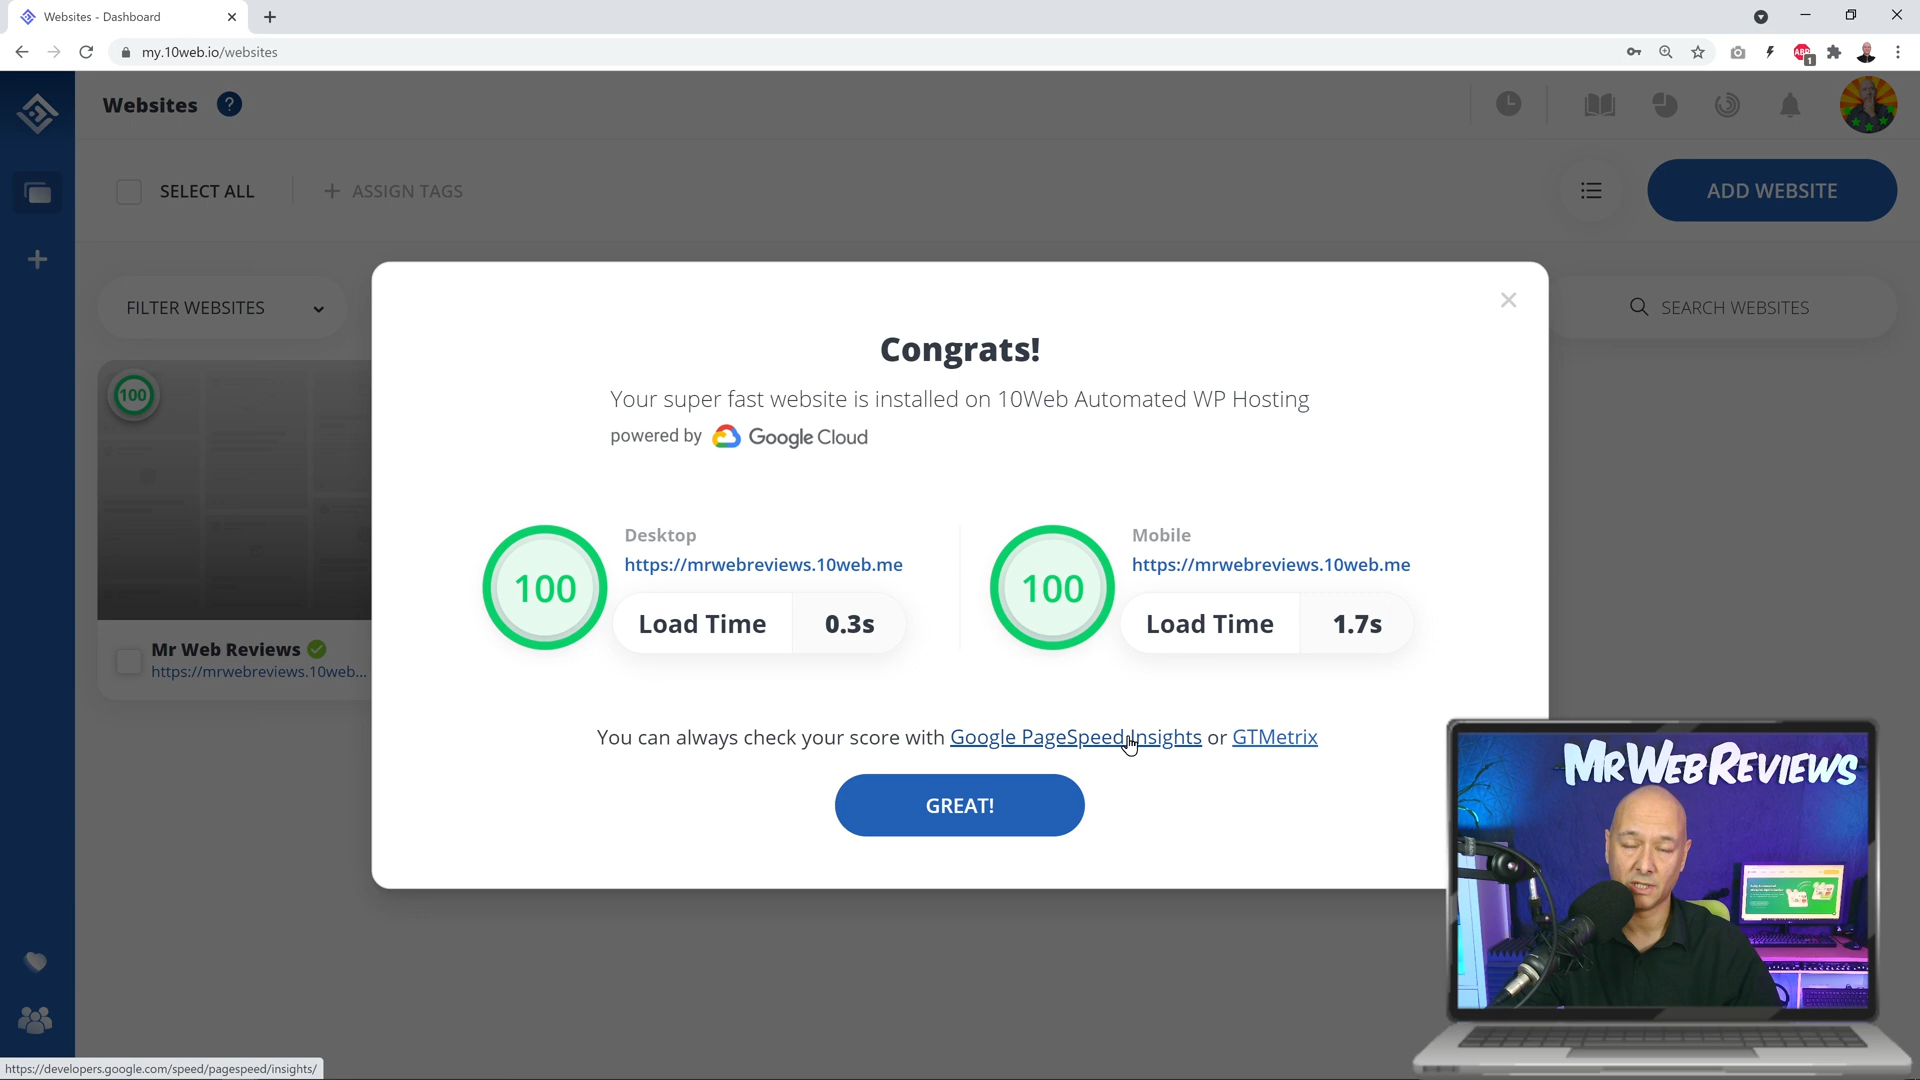 Websites - Dashboard
my.10web.io/websites
ABP
1
Websites ?
SELECT ALL
ASSIGN TAGS
ADD WEBSITE
FILTER WEBSITES
SEARCH WEBSITES
100
Congrats!
Your super fast website is installed on 10Web Automated WP Hosting
powered by Google Cloud
100
Desktop
https://mrwebreviews.10web.me
Load Time 0.3s
100
Mobile
https://mrwebreviews.10web.me
Load Time 1.7s
Mr Web Reviews
https://mrwebreviews.10web...
You can always check your score with Google PageSpeed Insights or GTMetrix
GREAT!
MRWEBREVIEWS
https://developers.google.com/speed/pagespeed/insights/